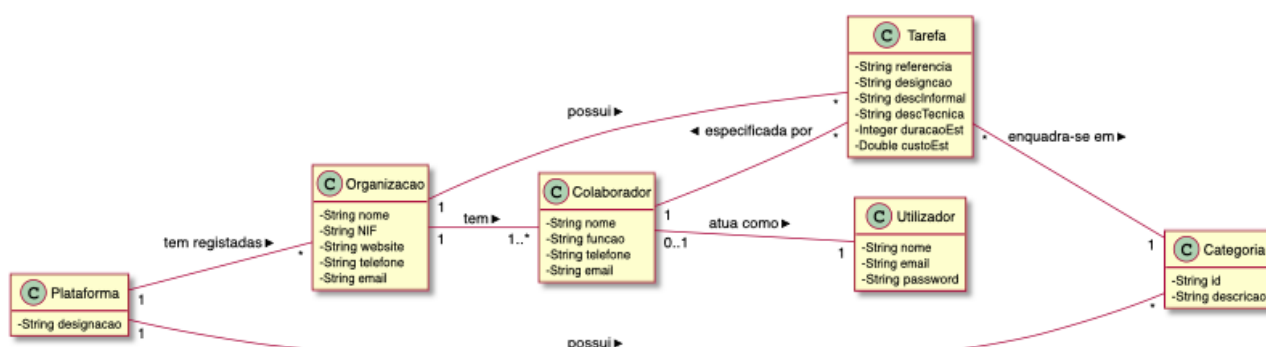 C Tarefa
-String referencia
-String designcao
-String descInformal
-String descTecnica
-Integer duracaoEst
-Double custoEst
possui ►
*
◄ especificada por
*
*
enquadra-se em ►
C Organizacao
-String nome
-String NIF
-String website
-String telefone
-String email
1
tem ►
1
1..*
C Colaborador
-String nome
-String funcao
-String telefone
-String email
1
atua como ►
0..1
1
C Utilizador
-String nome
-String email
-String password
1
C Categoria
-String id
-String descricao
*
tem registadas ►
*
C Plataforma
-String designacao
1
1
possui ►